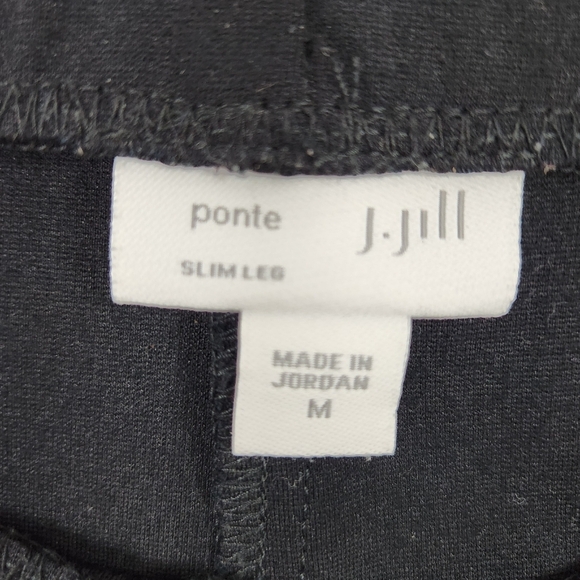 ponte
J.Jill
SLIM LEG
MADE IN
JORDAN
M